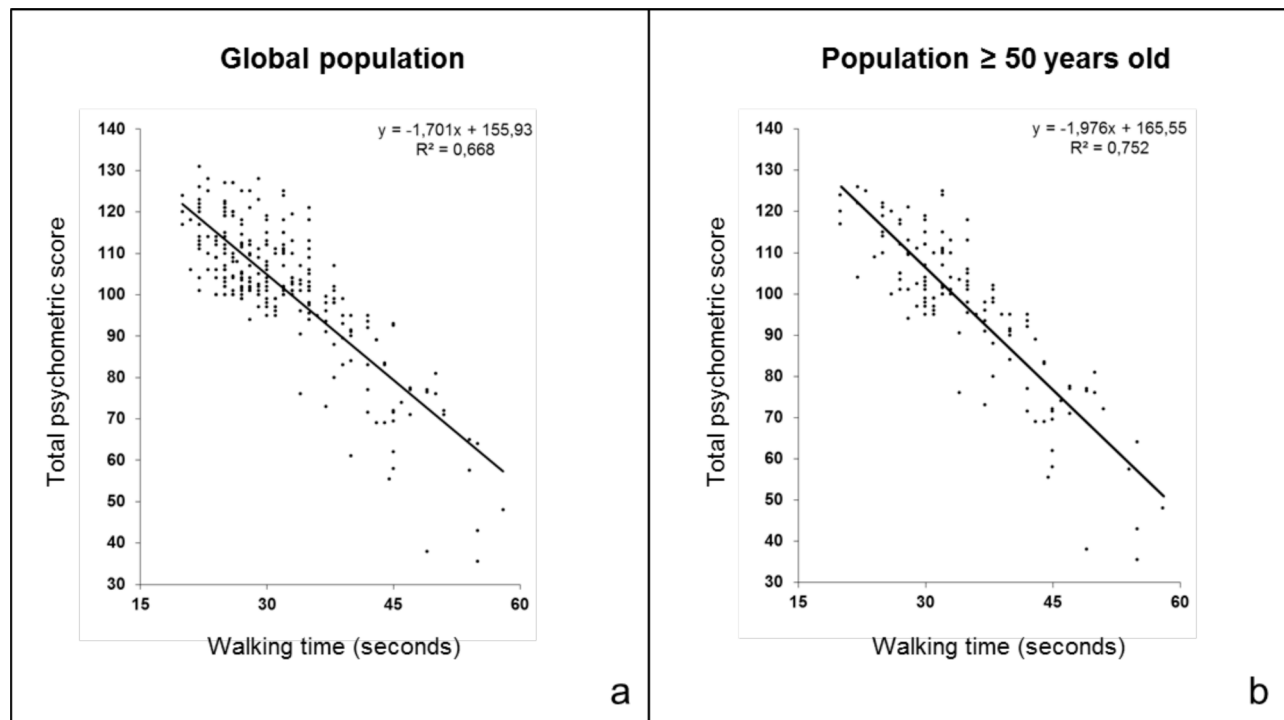 Global population
y = -1,701x + 155,93
R² = 0,668
140
130
120
110
100
90
80
70
60
50
40
30
15 30 45 60
Total psychometric score
Walking time (seconds)
a
Population ≥ 50 years old
y = -1,976x + 165,55
R² = 0,752
140
130
120
110
100
90
80
70
60
50
40
30
15 30 45 60
Total psychometric score
Walking time (seconds)
b